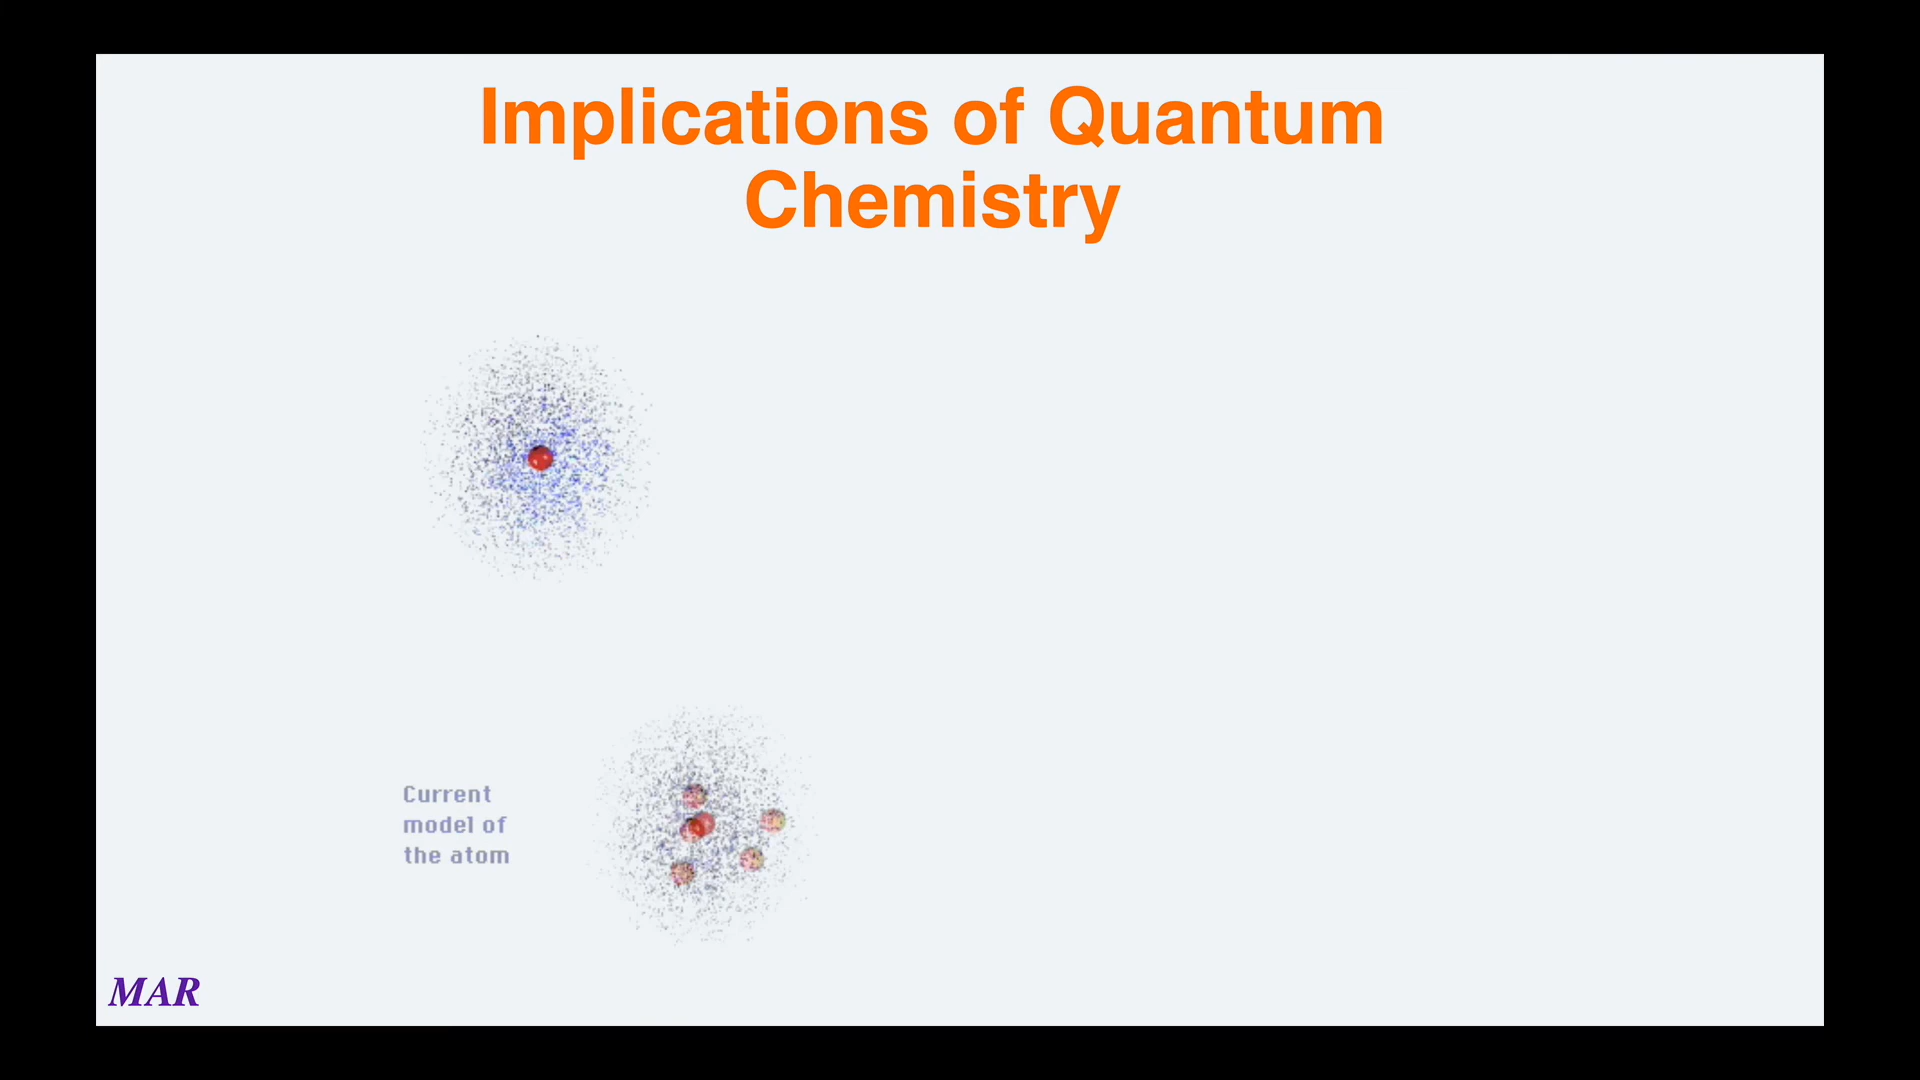 Implications of Quantum
Chemistry
Current
model of
the atom
MAR